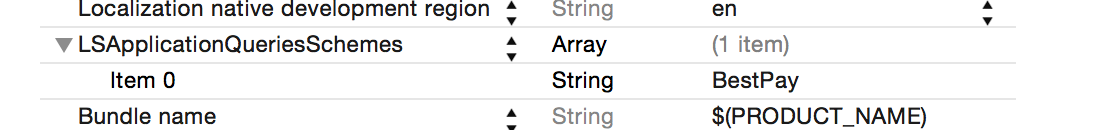 Localization native development region String en
LSApplicationQueriesSchemes Array (1 item)
Item 0 String BestPay
Bundle name String $(PRODUCT_NAME)